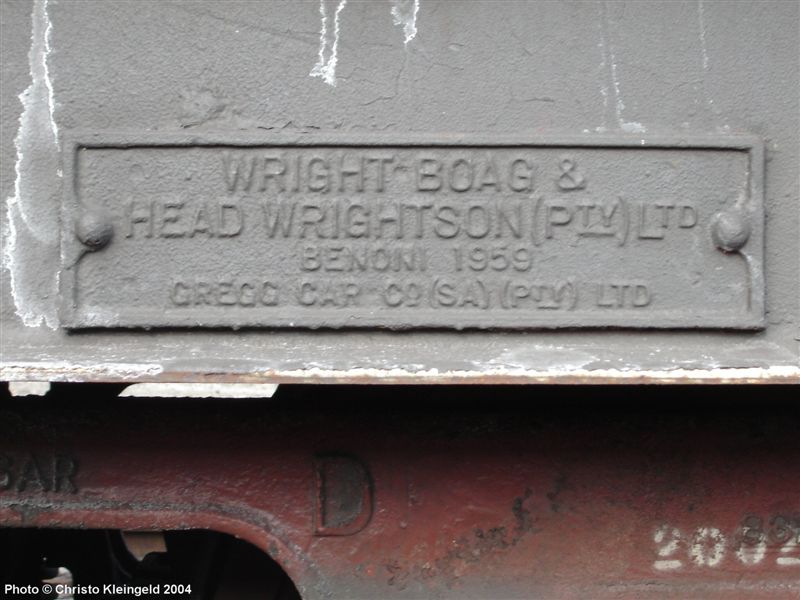 WRIGHT BOAG &
HEAD WRIGHTSON (PTY) LTD
BENONI 1959
GREGG CAR CO (SA) (PTY) LTD
BAR
D
2002
Photo © Christo Kleingeld 2004